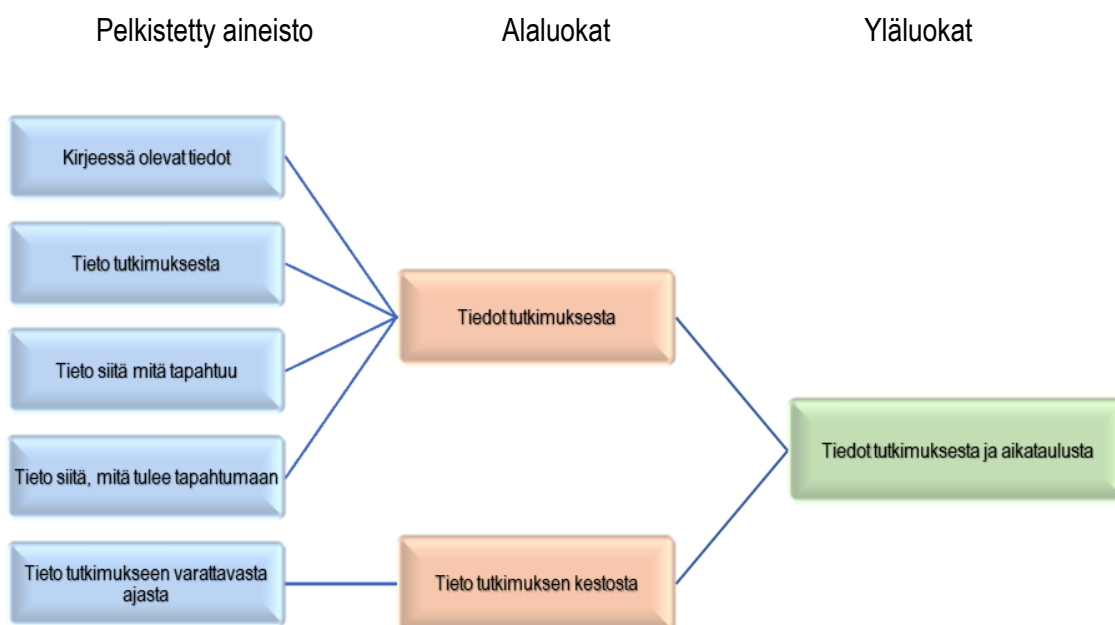 Pelkistetty aineisto
Alaluokat
Yläluokat
Kirjeessä olevat tiedot
Tieto tutkimuksesta
Tieto siitä mitä tapahtuu
Tieto siitä, mitä tulee tapahtumaan
Tieto tutkimukseen varattavasta
ajasta
Tiedot tutkimuksesta
Tieto tutkimuksen kestosta
Tiedot tutkimuksesta ja aikataulusta